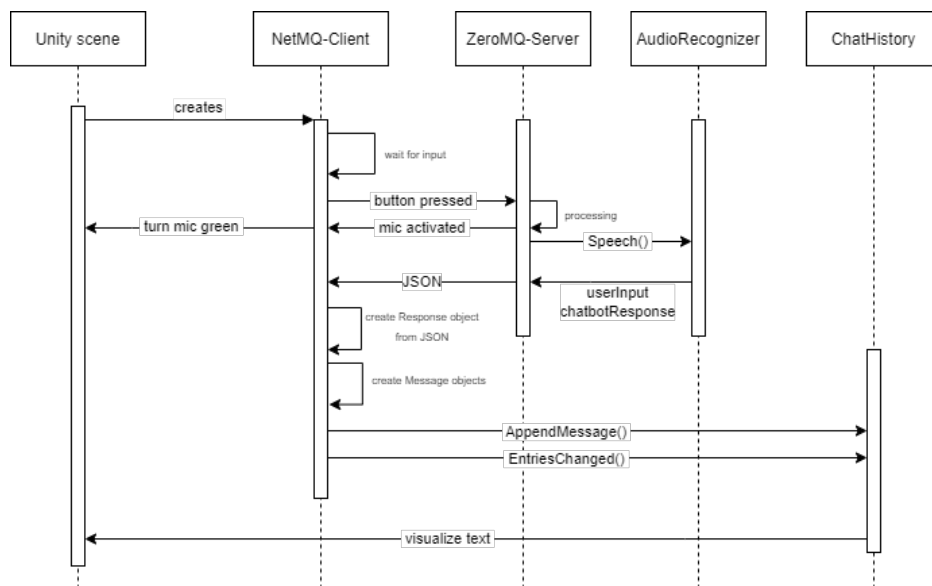 Unity scene
NetMQ-Client
ZeroMQ-Server
AudioRecognizer
ChatHistory
creates
wait for input
button pressed
processing
turn mic green
mic activated
Speech()
JSON
userInput
chatbotResponse
create Response object
from JSON
create Message objects
AppendMessage()
EntriesChanged()
visualize text